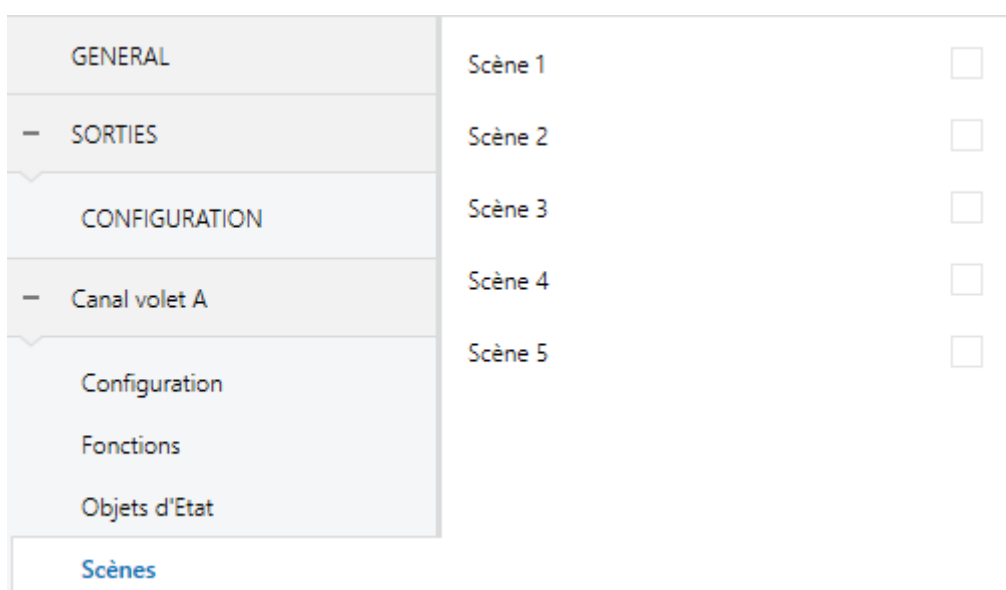 GENERAL
SORTIES
CONFIGURATION
Canal volet A
Configuration
Fonctions
Objets d'Etat
Scènes
Scène 1
Scène 2
Scène 3
Scène 4
Scène 5